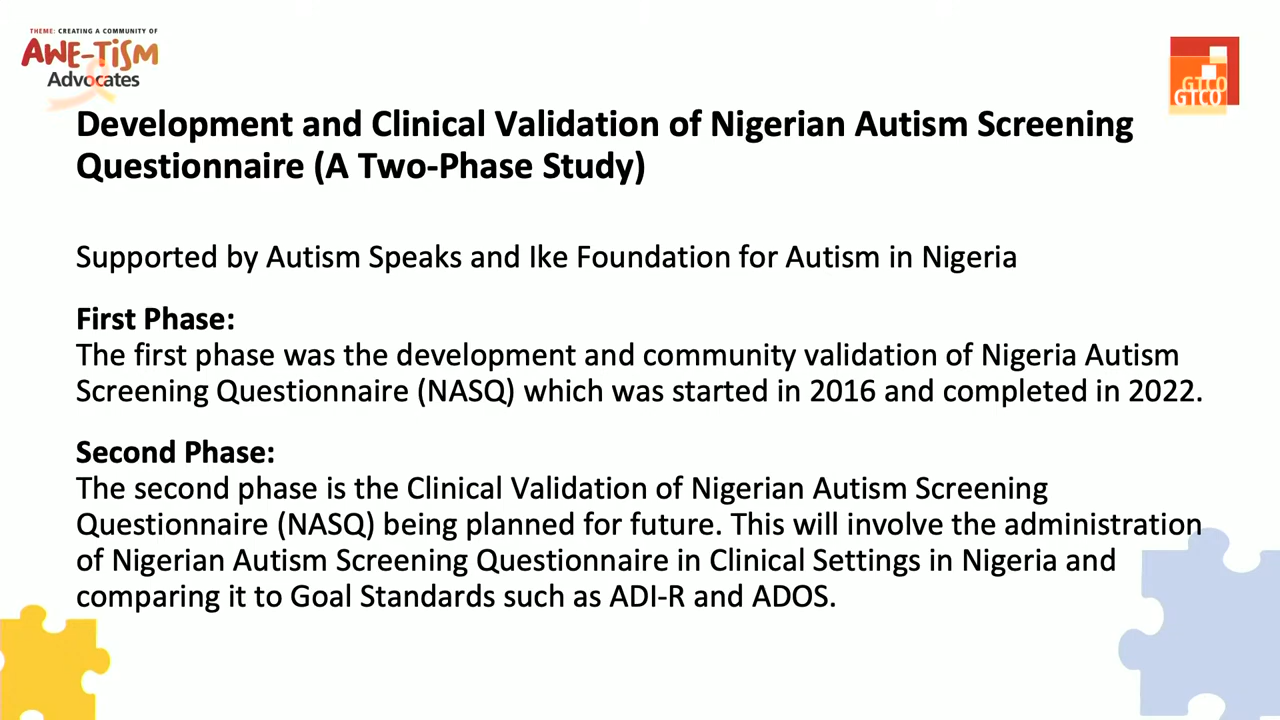 THEME: CREATING A COMMUNITY OF
AWE-TISM
Advocates
GTCO
GTCO
Development and Clinical Validation of Nigerian Autism Screening
Questionnaire (A Two-Phase Study)
Supported by Autism Speaks and Ike Foundation for Autism in Nigeria
First Phase:
The first phase was the development and community validation of Nigeria Autism
Screening Questionnaire (NASQ) which was started in 2016 and completed in 2022.
Second Phase:
The second phase is the Clinical Validation of Nigerian Autism Screening
Questionnaire (NASQ) being planned for future. This will involve the administration
of Nigerian Autism Screening Questionnaire in Clinical Settings in Nigeria and
comparing it to Goal Standards such as ADI-R and ADOS.